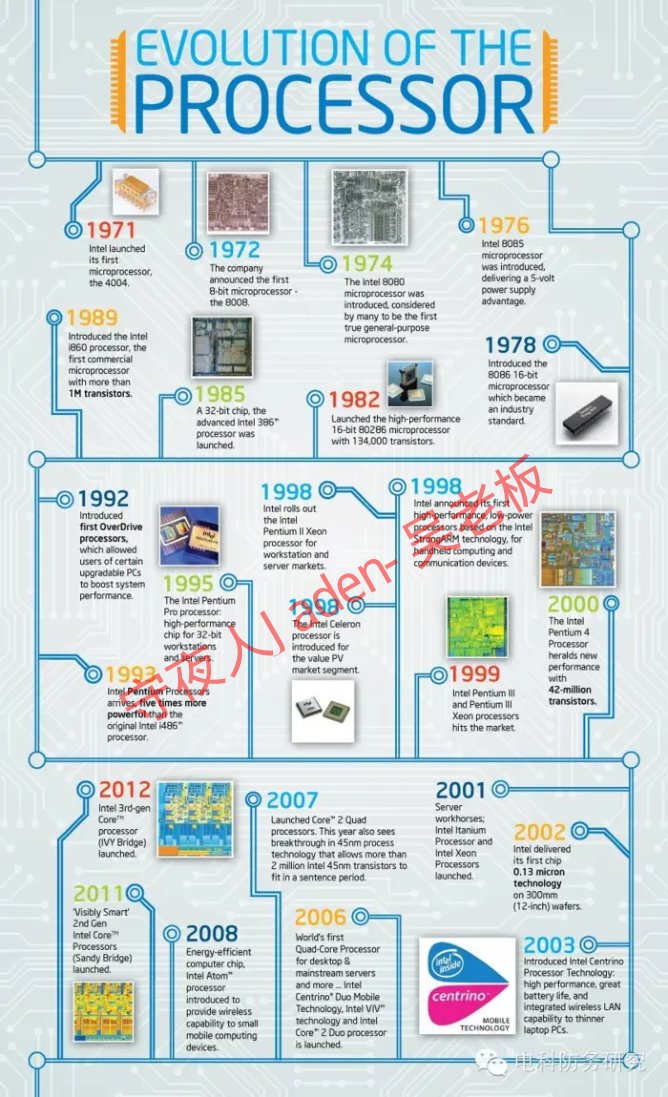 EVOLUTION OF THE
PROCESSOR
1971
Intel launched
its first
microprocessor,
the 4004.
1972
The company
announced the first
8-bit microprocessor -
the 8008.
1974
The Intel 8080
microprocessor was
introduced, considered
by many to be the first
true general-purpose
microprocessor.
1976
Intel 8085
microprocessor
was introduced,
delivering a 5-volt
power supply
advantage.
1989
Introduced the Intel
i860 processor, the
first commercial
microprocessor
with more than
1M transistors.
1985
A 32-bit chip, the
advanced Intel 386™
processor was
launched.
1982
Launched the high-performance
16-bit 80286 microprocessor
with 134,000 transistors.
1978
Introduced the
8086 16-bit
microprocessor
which became
an industry
standard.
1992
Introduced
first OverDrive
processors,
which allowed
users of certain
upgradable PCs
to boost system
performance.
1995
The Intel Pentium
Pro processor:
high-performance
chip for 32-bit
workstations
and servers.
1993
Intel Pentium Processors
arrives, five times more
powerful than the
original Intel i486™
processor.
1998
Intel rolls out
the Intel
Pentium II Xeon
processor for
workstation and
server markets.
1998
The Intel Celeron
processor is
introduced for
the value PV
market segment.
1998
Intel announced its first
high-performance, low-power
processors based on the Intel
StrongARM technology, for
handheld computing and
communication devices.
1999
Intel Pentium III
and Pentium III
Xeon processors
hits the market.
2000
The Intel
Pentium 4
Processor
heralds new
performance
with
42-million
transistors.
守夜人J aden- 吴老板
2012
Intel 3rd-gen
Core™
processor
(IVY Bridge)
launched.
2011
'Visibly Smart'
2nd Gen
Intel Core™
Processors
(Sandy Bridge)
launched.
2008
Energy-efficient
computer chip,
Intel Atom™
processor
introduced to
provide wireless
capability to small
mobile computing
devices.
2007
Launched Core™ 2 Quad
processors. This year also sees
breakthrough in 45nm process
technology that allows more than
2 million Intel 45nm transistors to
fit in a sentence period.
2006
World's first
Quad-Core Processor
for desktop &
mainstream servers
and more ... Intel
Centrino® Duo Mobile
Technology, Intel VIV™
technology and Intel
Core™ 2 Duo processor
is launched.
2001
Server
workhorses;
Intel Itanium
Processor and
Intel Xeon
Processors
launched.
2002
Intel delivered
its first chip
0.13 micron
technology
on 300mm
(12-inch) wafers.
2003
Introduced Intel Centrino
Processor Technology:
high performance, great
battery life, and
integrated wireless LAN
capability to thinner
laptop PCs.
intel
inside
centrino™
MOBILE
TECHNOLOGY
电科防务研究